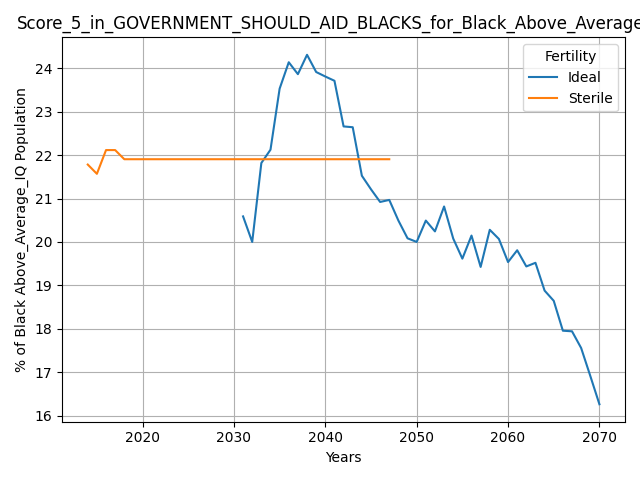 Score_5_in_GOVERNMENT_SHOULD_AID_BLACKS_for_Black_Above_Average
Fertility
Ideal
Sterile
% of Black Above_Average_IQ Population
24
23
22
21
20
19
18
17
16
2020 2030 2040 2050 2060 2070
Years